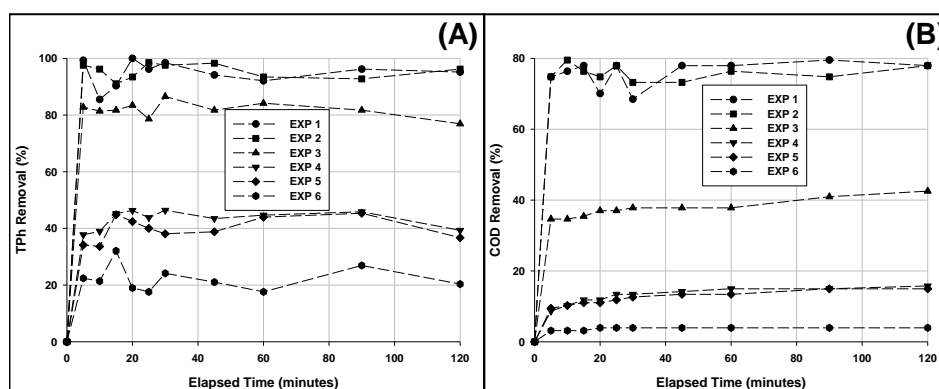 (A)
TPh Removal (%)
100
80
60
40
20
0
EXP 1
EXP 2
EXP 3
EXP 4
EXP 5
EXP 6
0 20 40 60 80 100 120
Elapsed Time (minutes)
(B)
COD Removal (%)
80
60
40
20
0
EXP 1
EXP 2
EXP 3
EXP 4
EXP 5
EXP 6
0 20 40 60 80 100 120
Elapsed Time (minutes)